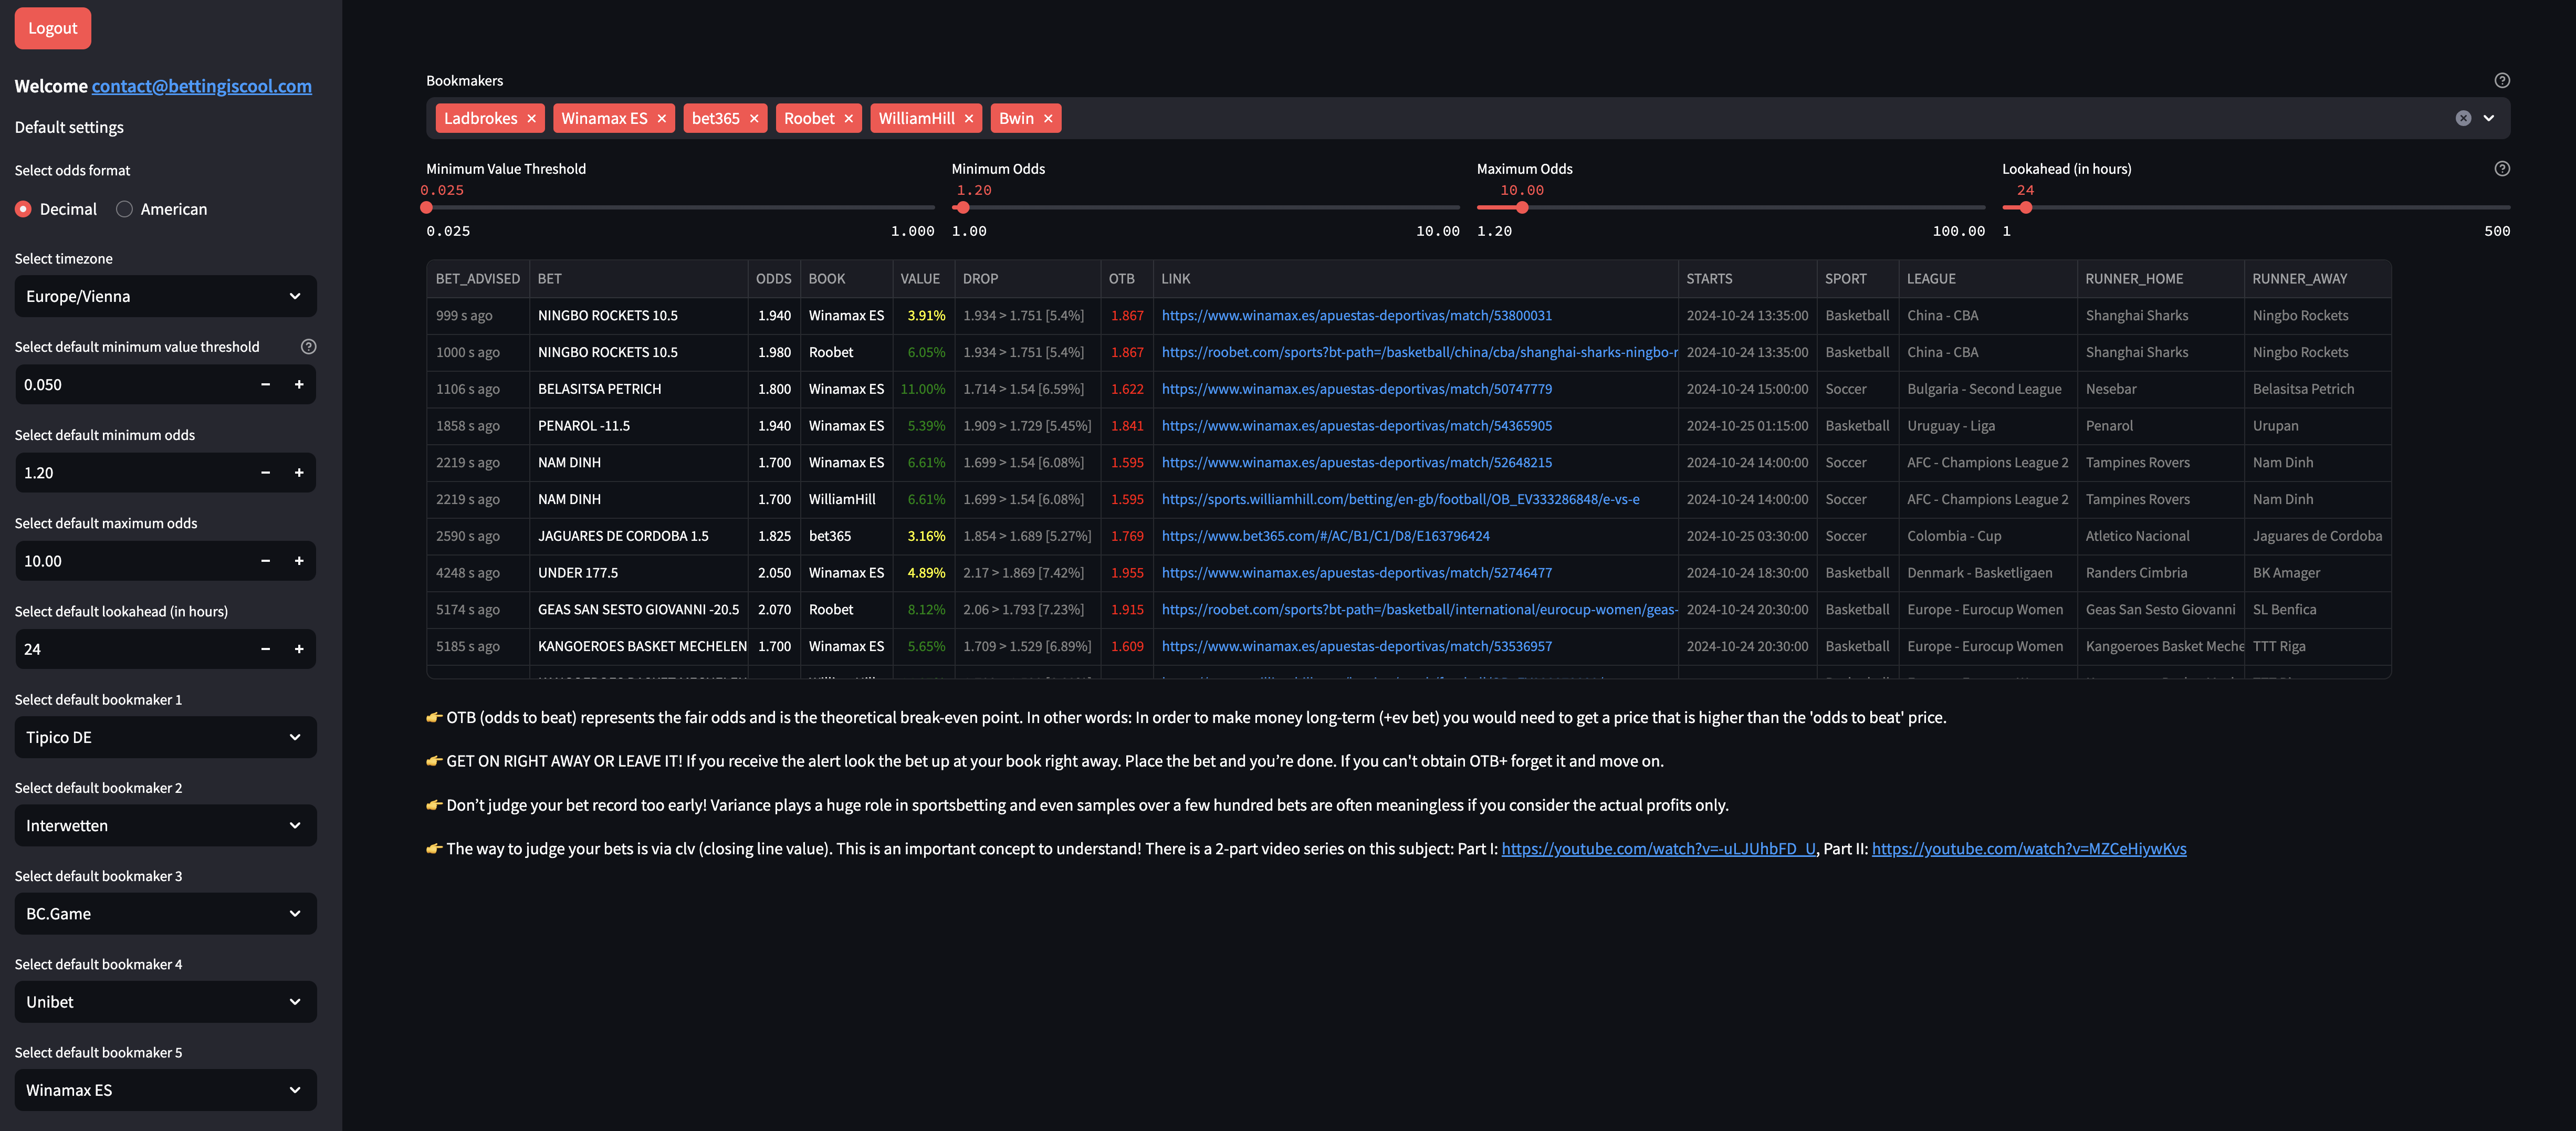 Logout
Welcome contact@bettingiscool.com
Default settings
Select odds format
Decimal American
Select timezone
Europe/Vienna
Select default minimum value threshold
0.050 − +
Select default minimum odds
1.20 − +
Select default maximum odds
10.00 − +
Select default lookahead (in hours)
24 − +
Select default bookmaker 1
Tipico DE
Select default bookmaker 2
Interwetten
Select default bookmaker 3
BC.Game
Select default bookmaker 4
Unibet
Select default bookmaker 5
Winamax ES
Bookmakers
Ladbrokes × Winamax ES × bet365 × Roobet × WilliamHill × Bwin ×
Minimum Value Threshold Minimum Odds Maximum Odds Lookahead (in hours)
0.025 1.20 10.00 24
0.025 1.000 1.00 10.00 1.20 100.00 1 500
BET_ADVISED BET ODDS BOOK VALUE DROP OTB LINK STARTS SPORT LEAGUE RUNNER_HOME RUNNER_AWAY
999 s ago NINGBO ROCKETS 10.5 1.940 Winamax ES 3.91% 1.934 > 1.751 [5.4%] 1.867 https://www.winamax.es/apuestas-deportivas/match/53800031 2024-10-24 13:35:00 Basketball China - CBA Shanghai Sharks Ningbo Rockets
1000 s ago NINGBO ROCKETS 10.5 1.980 Roobet 6.05% 1.934 > 1.751 [5.4%] 1.867 https://roobet.com/sports?bt-path=/basketball/china/cba/shanghai-sharks-ningbo-r 2024-10-24 13:35:00 Basketball China - CBA Shanghai Sharks Ningbo Rockets
1106 s ago BELASITSA PETRICH 1.800 Winamax ES 11.00% 1.714 > 1.54 [6.59%] 1.622 https://www.winamax.es/apuestas-deportivas/match/50747779 2024-10-24 15:00:00 Soccer Bulgaria - Second League Nesebar Belasitsa Petrich
1858 s ago PENAROL -11.5 1.940 Winamax ES 5.39% 1.909 > 1.729 [5.45%] 1.841 https://www.winamax.es/apuestas-deportivas/match/54365905 2024-10-25 01:15:00 Basketball Uruguay - Liga Penarol Urupan
2219 s ago NAM DINH 1.700 Winamax ES 6.61% 1.699 > 1.54 [6.08%] 1.595 https://www.winamax.es/apuestas-deportivas/match/52648215 2024-10-24 14:00:00 Soccer AFC - Champions League 2 Tampines Rovers Nam Dinh
2219 s ago NAM DINH 1.700 WilliamHill 6.61% 1.699 > 1.54 [6.08%] 1.595 https://sports.williamhill.com/betting/en-gb/football/OB_EV333286848/e-vs-e 2024-10-24 14:00:00 Soccer AFC - Champions League 2 Tampines Rovers Nam Dinh
2590 s ago JAGUARES DE CORDOBA 1.5 1.825 bet365 3.16% 1.854 > 1.689 [5.27%] 1.769 https://www.bet365.com/#/AC/B1/C1/D8/E163796424 2024-10-25 03:30:00 Soccer Colombia - Cup Atletico Nacional Jaguares de Cordoba
4248 s ago UNDER 177.5 2.050 Winamax ES 4.89% 2.17 > 1.869 [7.42%] 1.955 https://www.winamax.es/apuestas-deportivas/match/52746477 2024-10-24 18:30:00 Basketball Denmark - Basketligaen Randers Cimbria BK Amager
5174 s ago GEAS SAN SESTO GIOVANNI -20.5 2.070 Roobet 8.12% 2.06 > 1.793 [7.23%] 1.915 https://roobet.com/sports?bt-path=/basketball/international/eurocup-women/geas- 2024-10-24 20:30:00 Basketball Europe - Eurocup Women Geas San Sesto Giovanni SL Benfica
5185 s ago KANGOEROES BASKET MECHELEN 1.700 Winamax ES 5.65% 1.709 > 1.529 [6.89%] 1.609 https://www.winamax.es/apuestas-deportivas/match/53536957 2024-10-24 20:30:00 Basketball Europe - Eurocup Women Kangoeroes Basket Meche TTT Riga
👉 OTB (odds to beat) represents the fair odds and is the theoretical break-even point. In other words: In order to make money long-term (+ev bet) you would need to get a price that is higher than the 'odds to beat' price.
👉 GET ON RIGHT AWAY OR LEAVE IT! If you receive the alert look the bet up at your book right away. Place the bet and you’re done. If you can't obtain OTB+ forget it and move on.
👉 Don’t judge your bet record too early! Variance plays a huge role in sportsbetting and even samples over a few hundred bets are often meaningless if you consider the actual profits only.
👉 The way to judge your bets is via clv (closing line value). This is an important concept to understand! There is a 2-part video series on this subject: Part I: https://youtube.com/watch?v=-uLJUhbFD_U, Part II: https://youtube.com/watch?v=MZCeHiywKvs